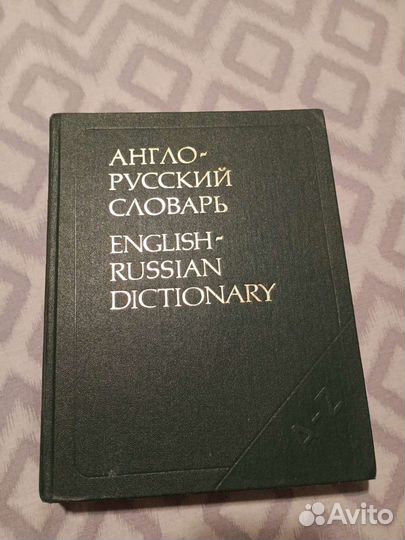 АНГЛО-
РУССКИЙ
СЛОВАРЬ
ENGLISH-
RUSSIAN
DICTIONARY
A-Z
Avito